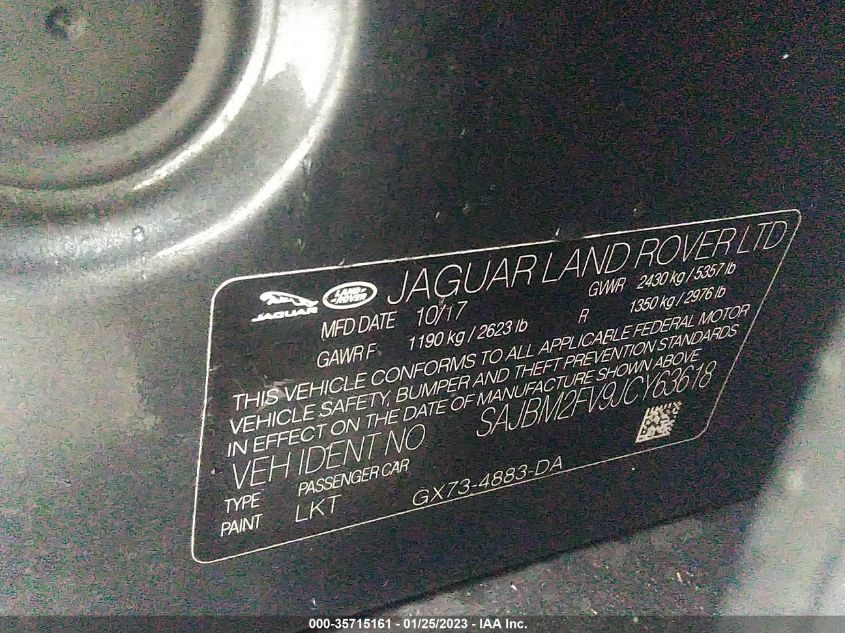 JAGUAR LAND-ROVER JAGUAR LAND ROVER LTD
MFD DATE 10/17 GVWR 2430 kg / 5357 lb
GAWR F 1190 kg / 2623 lb R 1350 kg / 2976 lb
THIS VEHICLE CONFORMS TO ALL APPLICABLE FEDERAL MOTOR
VEHICLE SAFETY, BUMPER AND THEFT PREVENTION STANDARDS
IN EFFECT ON THE DATE OF MANUFACTURE SHOWN ABOVE
VEH IDENT NO SAJBM2FV9JCY63618
TYPE PASSENGER CAR
PAINT LKT GX73-4883-DA
000-35715161 - 01/25/2023 - IAA Inc.